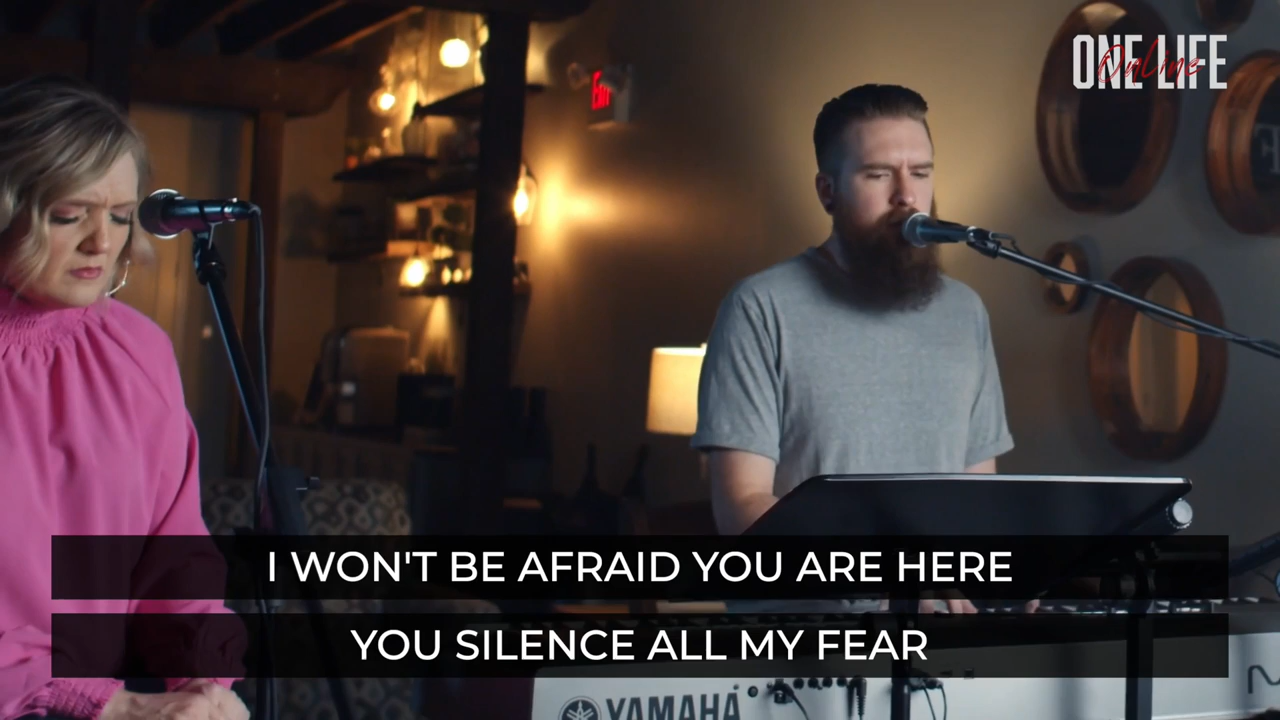 ONE LIFE
Online
EXIT
I WON'T BE AFRAID YOU ARE HERE
YOU SILENCE ALL MY FEAR
YAMAHA